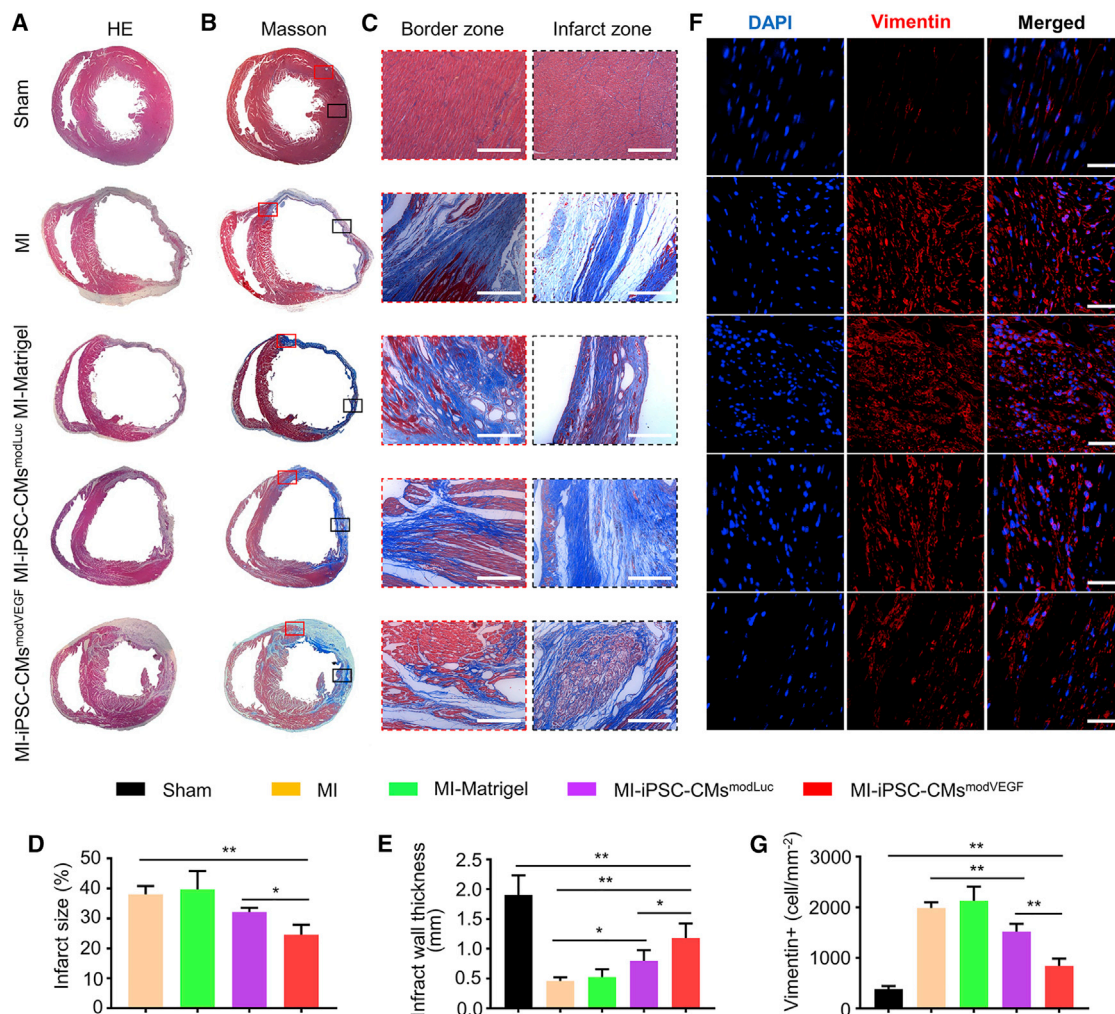 A HE B Masson C Border zone Infarct zone F DAPI Vimentin Merged
Sham
MI
MI-Matrigel
MI-iPSC-CMsmodLuc
MI-iPSC-CMsmodVEGF
Sham MI MI-Matrigel MI-iPSC-CMsmodLuc MI-iPSC-CMsmodVEGF
D
Infarct size (%)
50
40
30
20
10
0
**
*
E
Infract wall thickness
(mm)
2.5
2.0
1.5
1.0
0.5
0.0
**
**
*
*
G
Vimentin+ (cell/mm-2)
3000
2000
1000
0
**
**
**